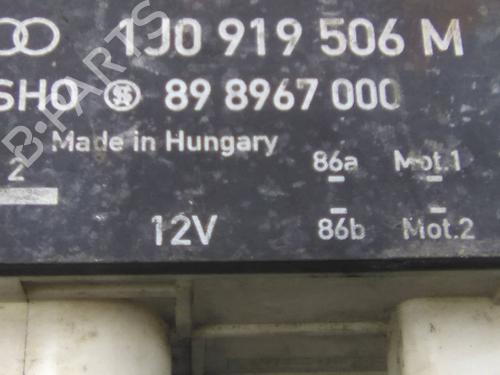 1J0 919 506 M
SHO 89 8967 000
Made in Hungary
2 86a Mot.1
12V 86b Mot.2
B-PARTS